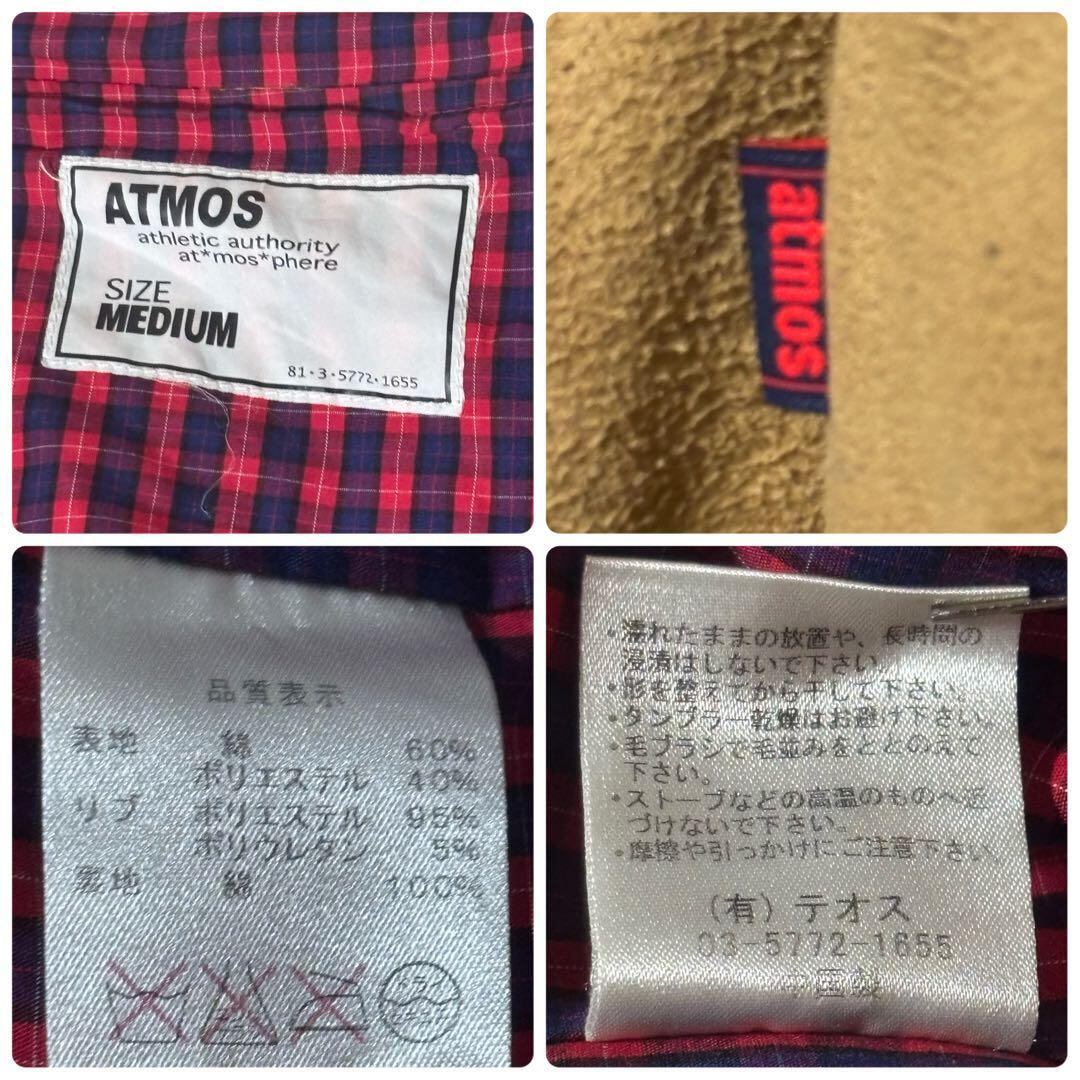 ATMOS
athletic authority
at*mos*phere
SIZE
MEDIUM
81・3・5772・1655
atmos
品質表示
表地 綿 60%
ポリエステル 40%
リブ ポリエステル 95%
ポリウレタン 5%
裏地 綿 100%
ドライ
・濡れたままの放置や、長時間の
浸漬はしないで下さい。
・形を整えてから干して下さい。
・タンブラー乾燥はお避け下さい。
・毛ブラシで毛並みをととのえて
下さい。
・ストーブなどの高温のものへ近
づけないで下さい。
・摩擦や引っかけにご注意下さい。
(有) テオス
03-5772-1655
中国製